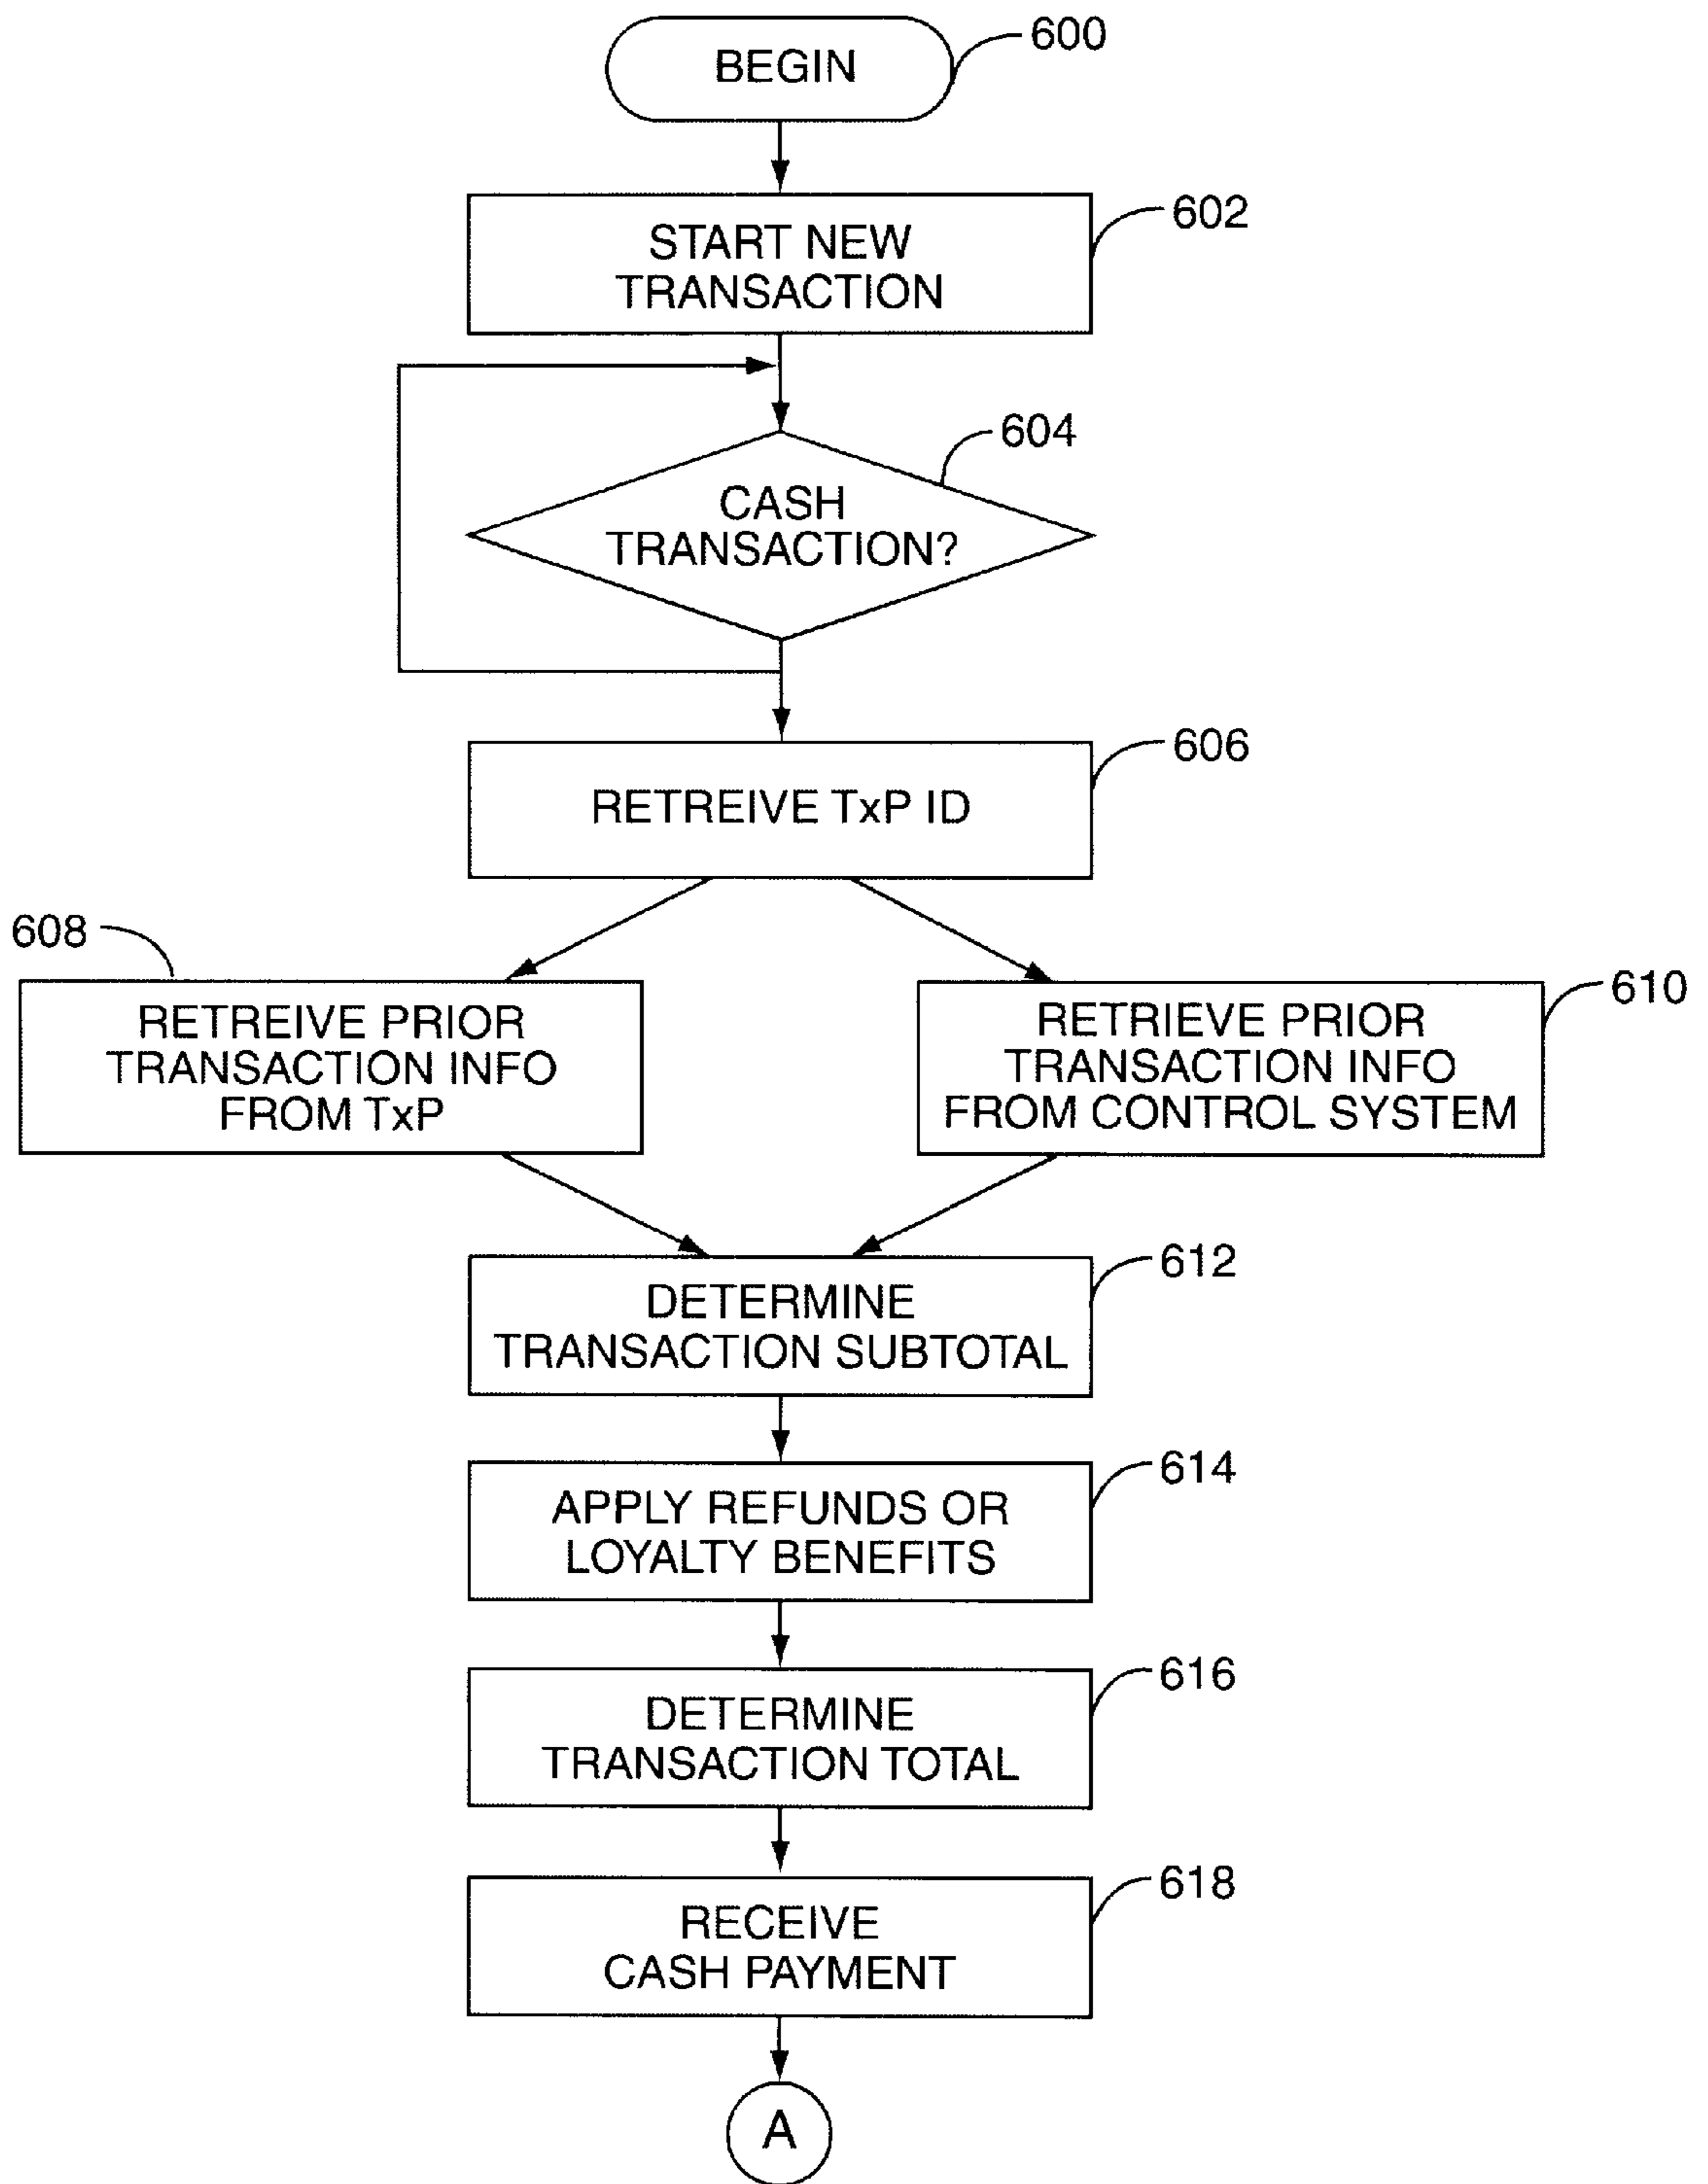 BEGIN
600
START NEW
TRANSACTION
602
CASH
TRANSACTION?
604
RETREIVE TxP ID
606
608
RETREIVE PRIOR
TRANSACTION INFO
FROM TxP
RETRIEVE PRIOR
TRANSACTION INFO
FROM CONTROL SYSTEM
610
DETERMINE
TRANSACTION SUBTOTAL
612
APPLY REFUNDS OR
LOYALTY BENEFITS
614
DETERMINE
TRANSACTION TOTAL
616
RECEIVE
CASH PAYMENT
618
A